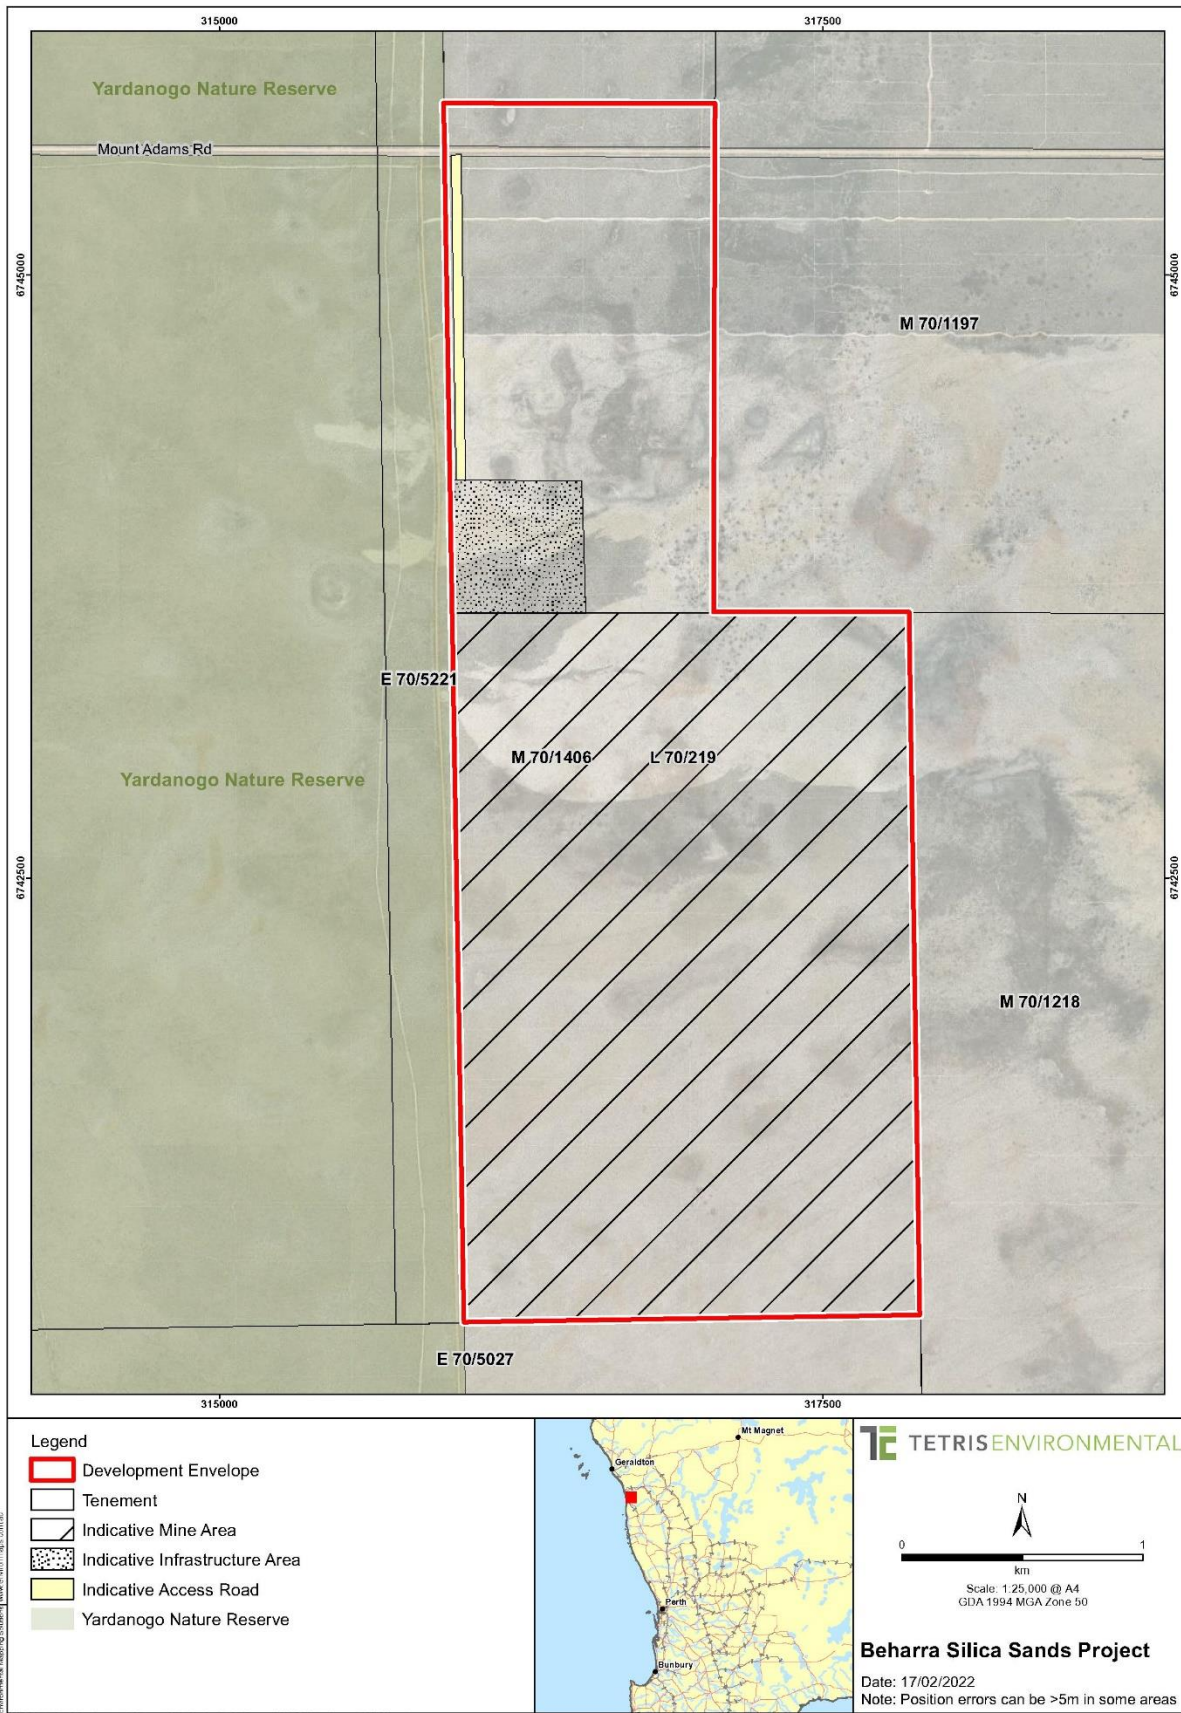 315000
317500
Yardanogo Nature Reserve
Mount Adams Rd
6745000
6745000
M 70/1197
E 70/5221
M 70/1406
L 70/219
Yardanogo Nature Reserve
6742500
6742500
M 70/1218
E 70/5027
315000
317500
Legend
Development Envelope
Tenement
Indicative Mine Area
Indicative Infrastructure Area
Indicative Access Road
Yardanogo Nature Reserve
Mt Magnet
Geraldton
Perth
Bunbury
TETRIS ENVIRONMENTAL
N
0 1
km
Scale: 1:25,000 @ A4
GDA 1994 MGA Zone 50
Beharra Silica Sands Project
Date: 17/02/2022
Note: Position errors can be >5m in some areas